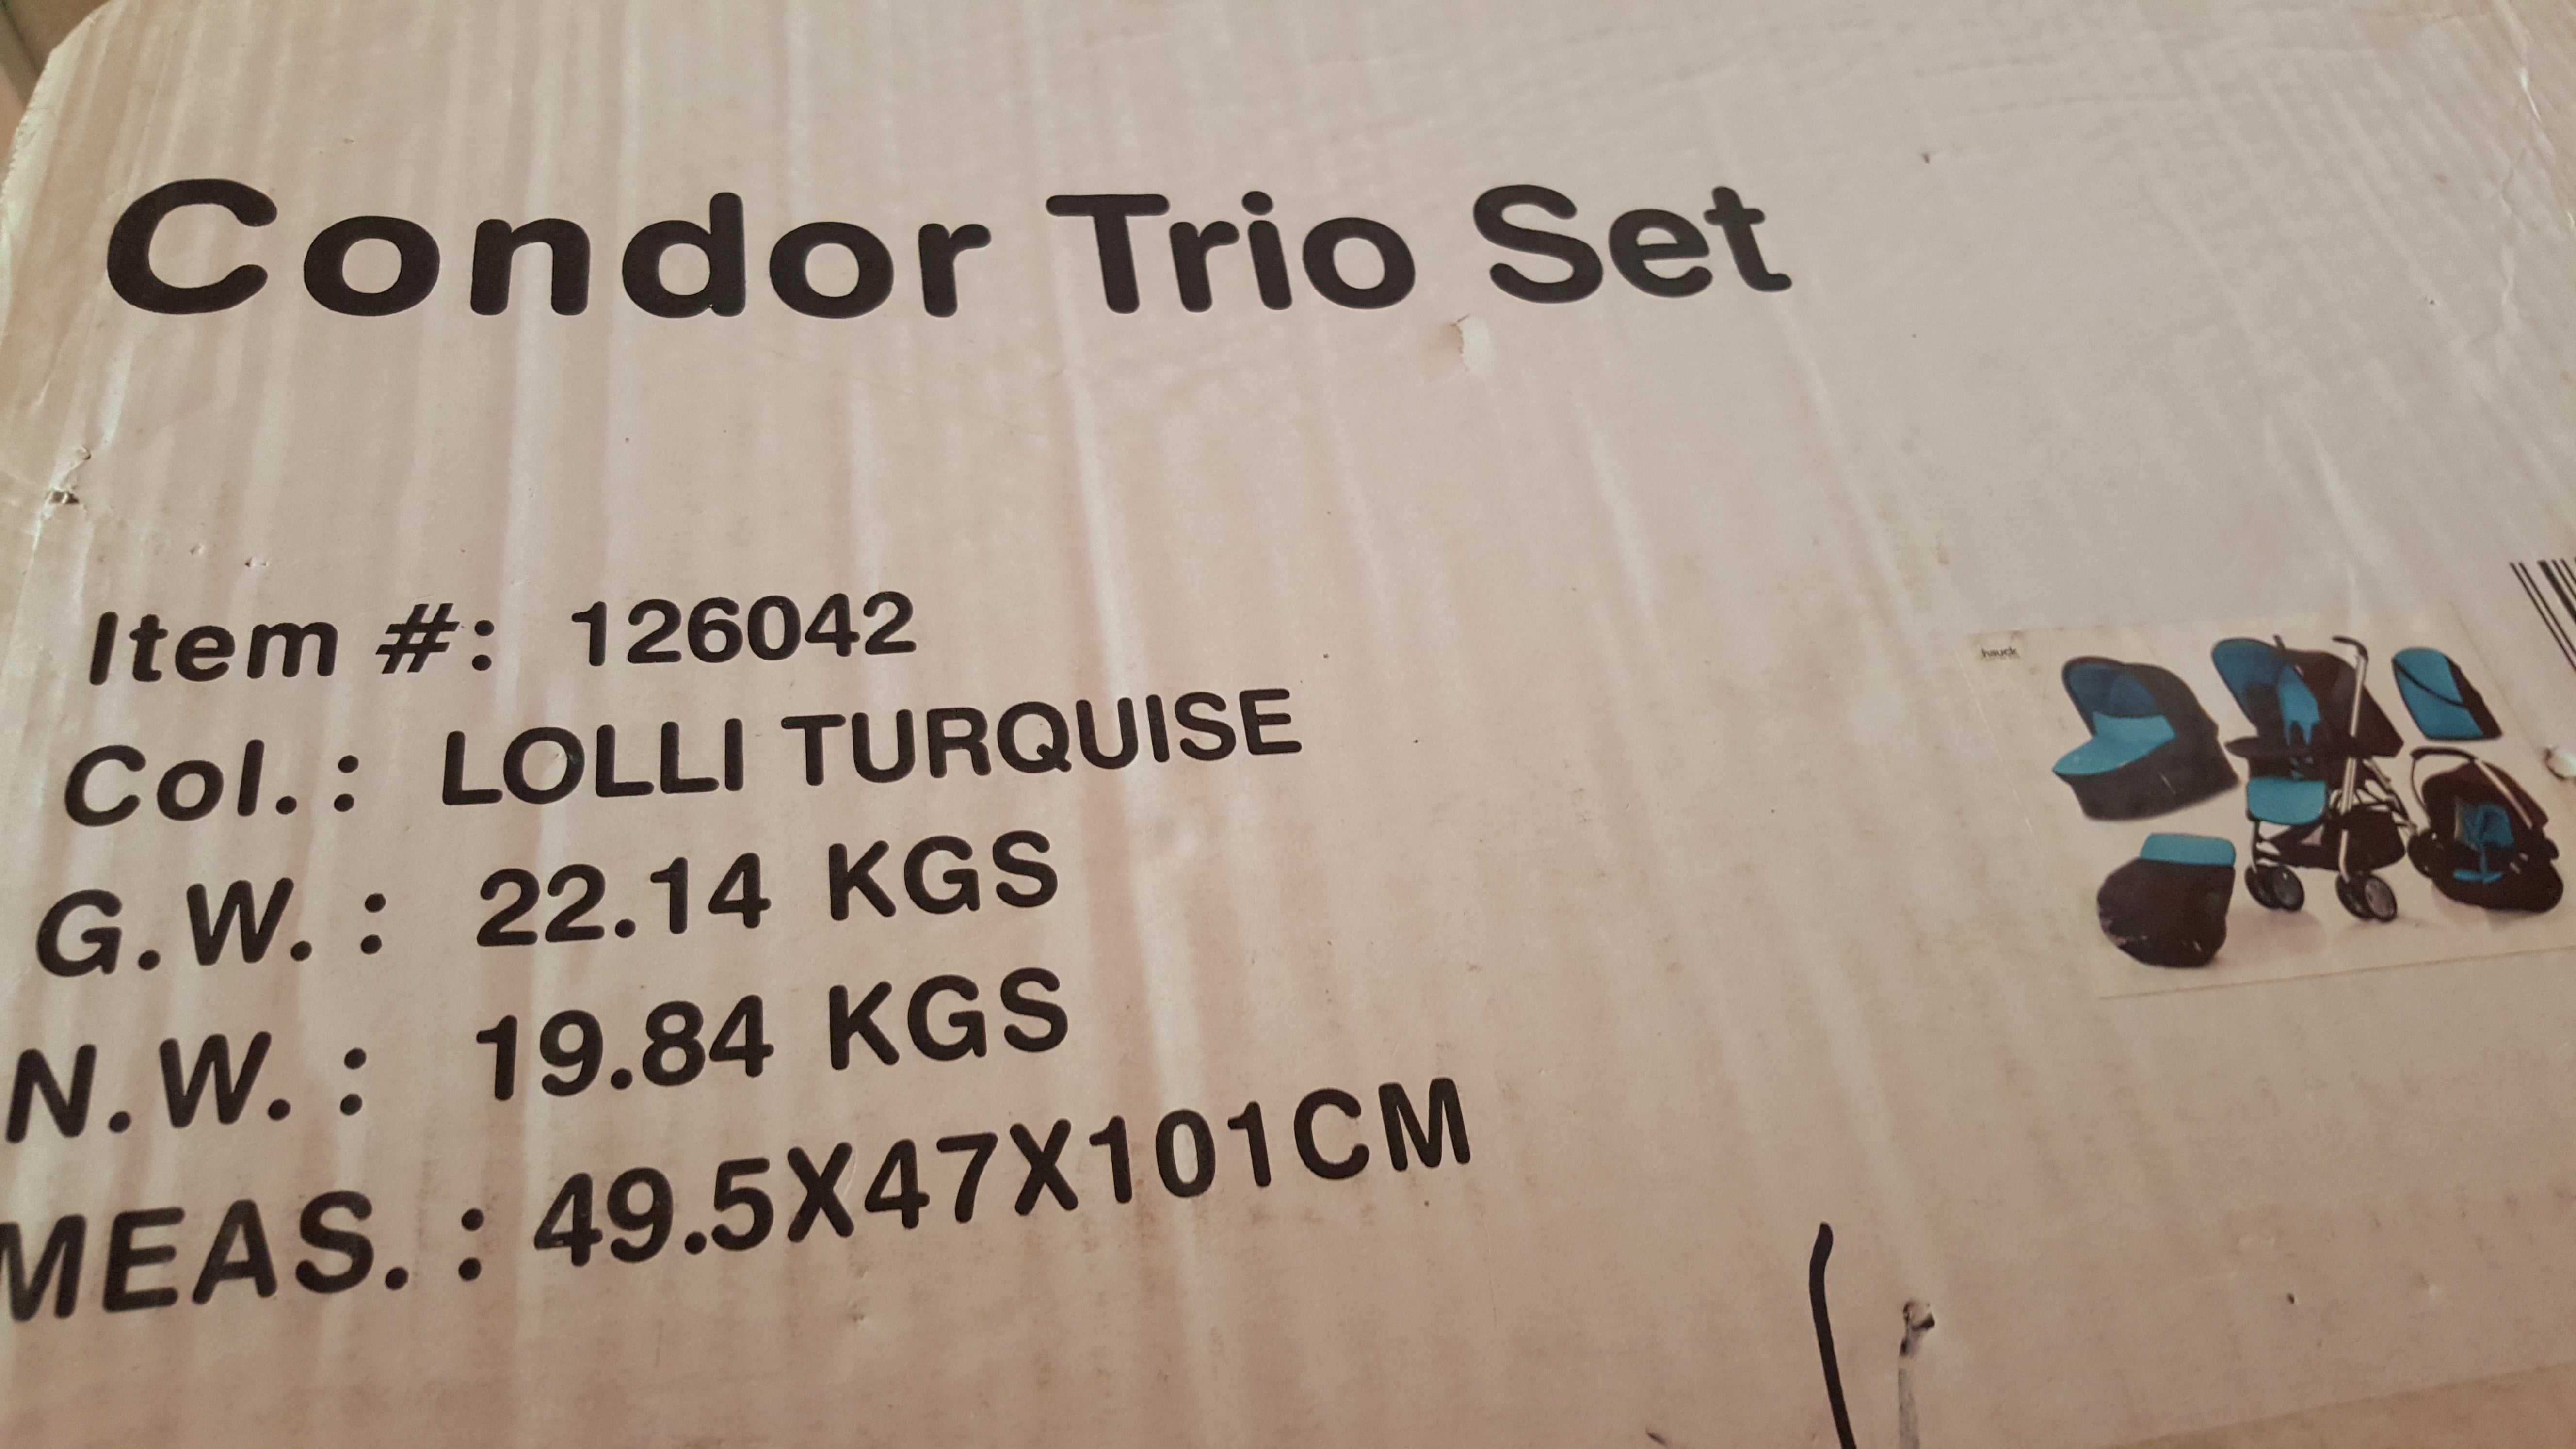 Condor Trio Set
Item #: 126042
Col.: LOLLI TURQUISE
G.W.: 22.14 KGS
N.W.: 19.84 KGS
MEAS.: 49.5X47X101CM
hauck